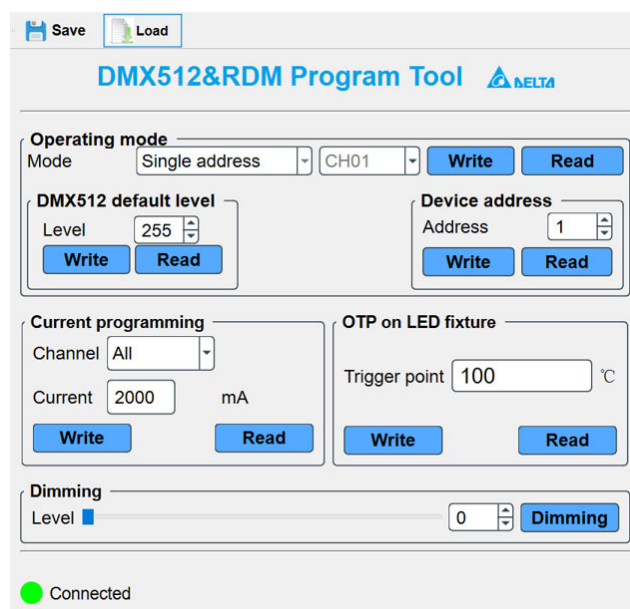 Save Load
DMX512&RDM Program Tool DELTA
Operating mode
Mode Single address CH01 Write Read
DMX512 default level
Level 255
Write Read
Device address
Address 1
Write Read
Current programming
Channel All
Current 2000 mA
Write Read
OTP on LED fixture
Trigger point 100 ℃
Write Read
Dimming
Level 0 Dimming
Connected